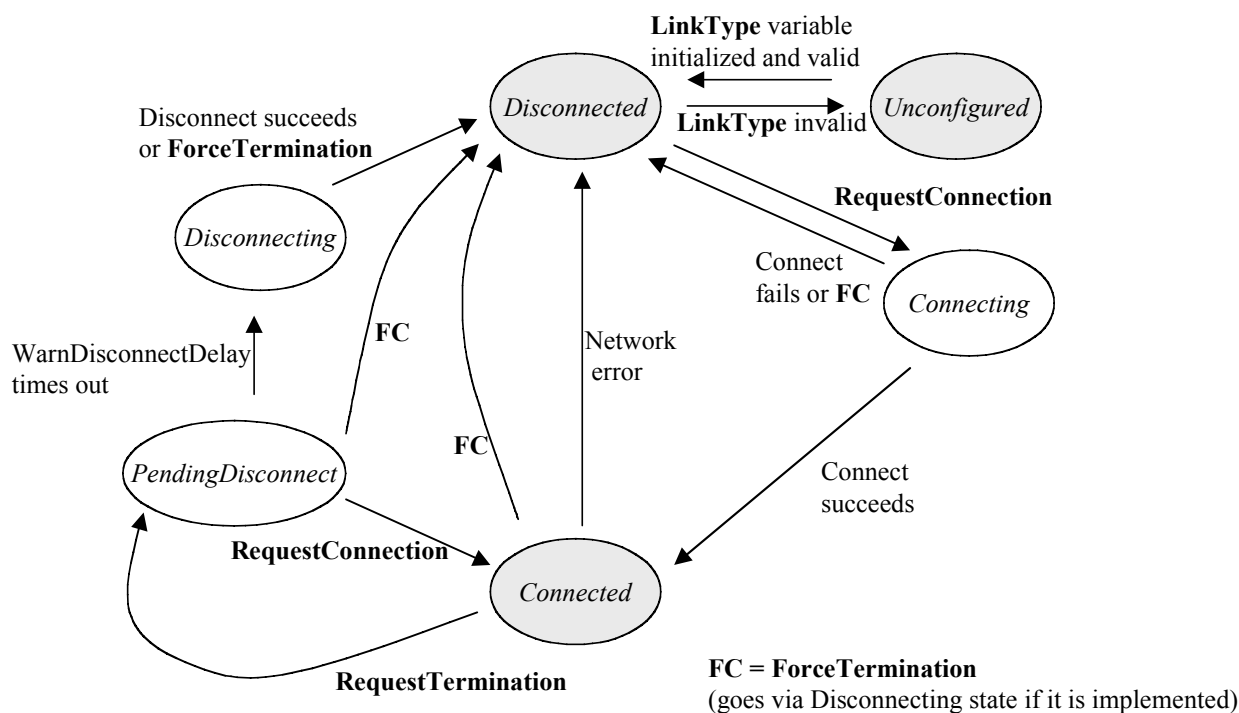 LinkType variable
initialized and valid
Disconnected
Unconfigured
LinkType invalid
Disconnect succeeds
or ForceTermination
RequestConnection
Disconnecting
Connect
fails or FC
Connecting
FC
Network
error
WarnDisconnectDelay
times out
FC
PendingDisconnect
Connect
succeeds
RequestConnection
Connected
RequestTermination
FC = ForceTermination
(goes via Disconnecting state if it is implemented)